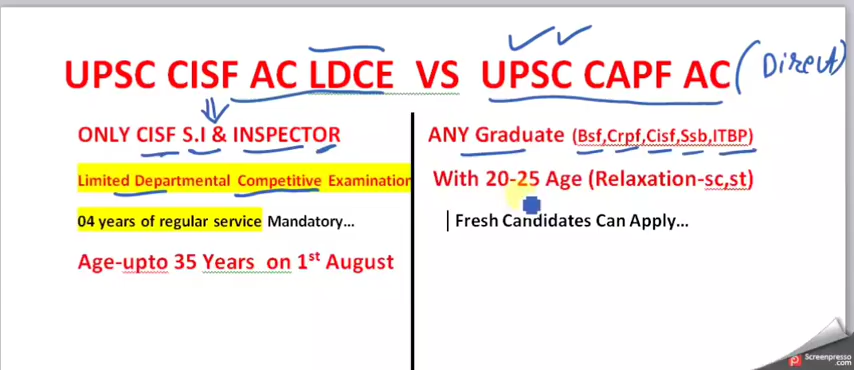 UPSC CISF AC LDCE VS UPSC CAPF AC (Direct)
ONLY CISF S.I & INSPECTOR
Limited Departmental Competitive Examination
04 years of regular service Mandatory...
Age-upto 35 Years on 1st August
ANY Graduate (Bsf,Crpf,Cisf,Ssb,ITBP)
With 20-25 Age (Relaxation-sc,st)
Fresh Candidates Can Apply...
Screenpresso
.com